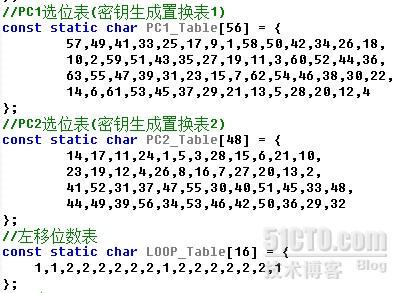 //PC1选位表(密钥生成置换表1)
const static char PC1_Table[56] = {
57,49,41,33,25,17,9,1,58,50,42,34,26,18,
10,2,59,51,43,35,27,19,11,3,60,52,44,36,
63,55,47,39,31,23,15,7,62,54,46,38,30,22,
14,6,61,53,45,37,29,21,13,5,28,20,12,4
};
//PC2选位表(密钥生成置换表2)
const static char PC2_Table[48] = {
14,17,11,24,1,5,3,28,15,6,21,10,
23,19,12,4,26,8,16,7,27,20,13,2,
41,52,31,37,47,55,30,40,51,45,33,48,
44,49,39,56,34,53,46,42,50,36,29,32
};
//左移位数表
const static char LOOP_Table[16] = {
1,1,2,2,2,2,2,2,1,2,2,2,2,2,2,1
};
51CTO.com
技术博客 Blog